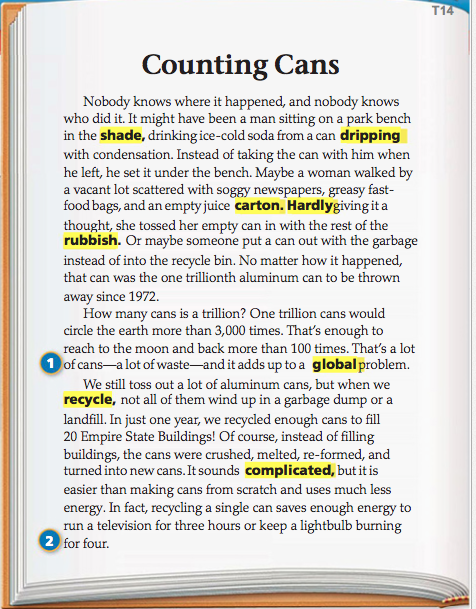 T14
Counting Cans
Nobody knows where it happened, and nobody knows
who did it. It might have been a man sitting on a park bench
in the shade, drinking ice-cold soda from a can dripping
with condensation. Instead of taking the can with him when
he left, he set it under the bench. Maybe a woman walked by
a vacant lot scattered with soggy newspapers, greasy fast-
food bags, and an empty juice carton. Hardly giving it a
thought, she tossed her empty can in with the rest of the
rubbish. Or maybe someone put a can out with the garbage
instead of into the recycle bin. No matter how it happened,
that can was the one trillionth aluminum can to be thrown
away since 1972.
How many cans is a trillion? One trillion cans would
circle the earth more than 3,000 times. That's enough to
reach to the moon and back more than 100 times. That's a lot
1 of cans—a lot of waste—and it adds up to a global problem.
We still toss out a lot of aluminum cans, but when we
recycle, not all of them wind up in a garbage dump or a
landfill. In just one year, we recycled enough cans to fill
20 Empire State Buildings! Of course, instead of filling
buildings, the cans were crushed, melted, re-formed, and
turned into new cans. It sounds complicated, but it is
easier than making cans from scratch and uses much less
energy. In fact, recycling a single can saves enough energy to
run a television for three hours or keep a lightbulb burning
2 for four.